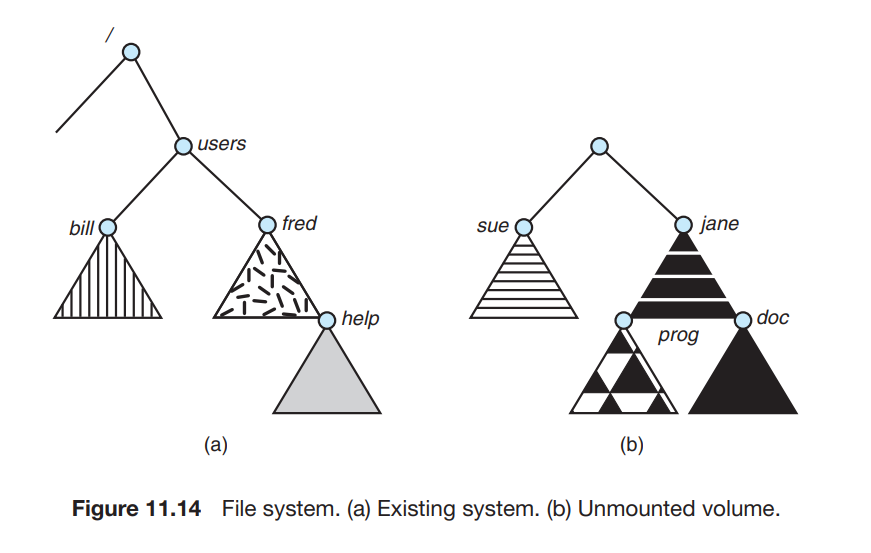 /
users
bill
fred
help
(a)
sue
jane
prog
doc
(b)
Figure 11.14 File system. (a) Existing system. (b) Unmounted volume.